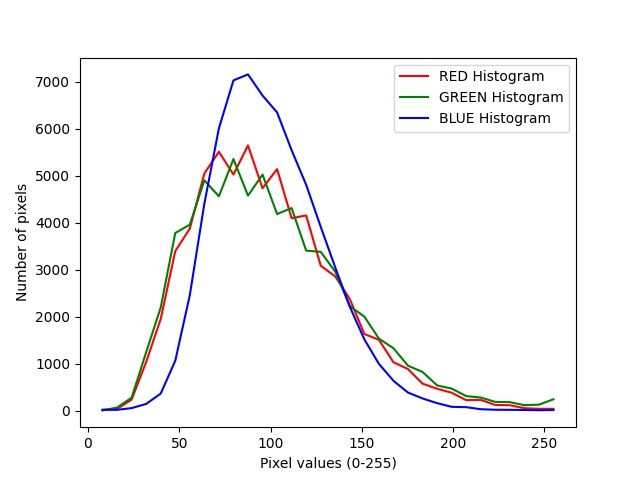 RED Histogram
GREEN Histogram
BLUE Histogram
Number of pixels
7000
6000
5000
4000
3000
2000
1000
0
0 50 100 150 200 250
Pixel values (0-255)